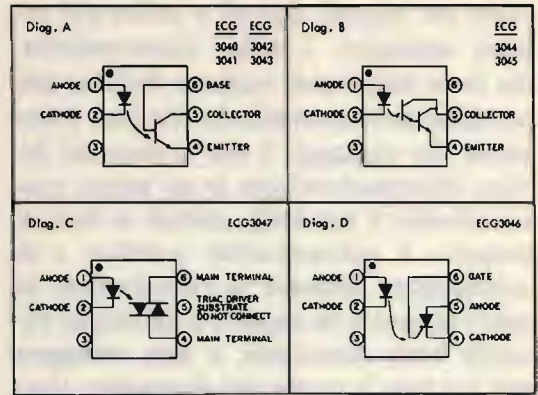 Diag. A
ECG ECG
3040 3042
3041 3043
ANODE 1
6 BASE
CATHODE 2
5 COLLECTOR
3
4 EMITTER
Diag. B
ECG
3044
3045
ANODE 1
6
CATHODE 2
5 COLLECTOR
3
4 EMITTER
Diag. C
ECG3047
ANODE 1
6 MAIN TERMINAL
CATHODE 2
5 TRIAC DRIVER
SUBSTRATE
DO NOT CONNECT
3
4 MAIN TERMINAL
Diag. D
ECG3046
ANODE 1
6 GATE
CATHODE 2
5 ANODE
3
4 CATHODE